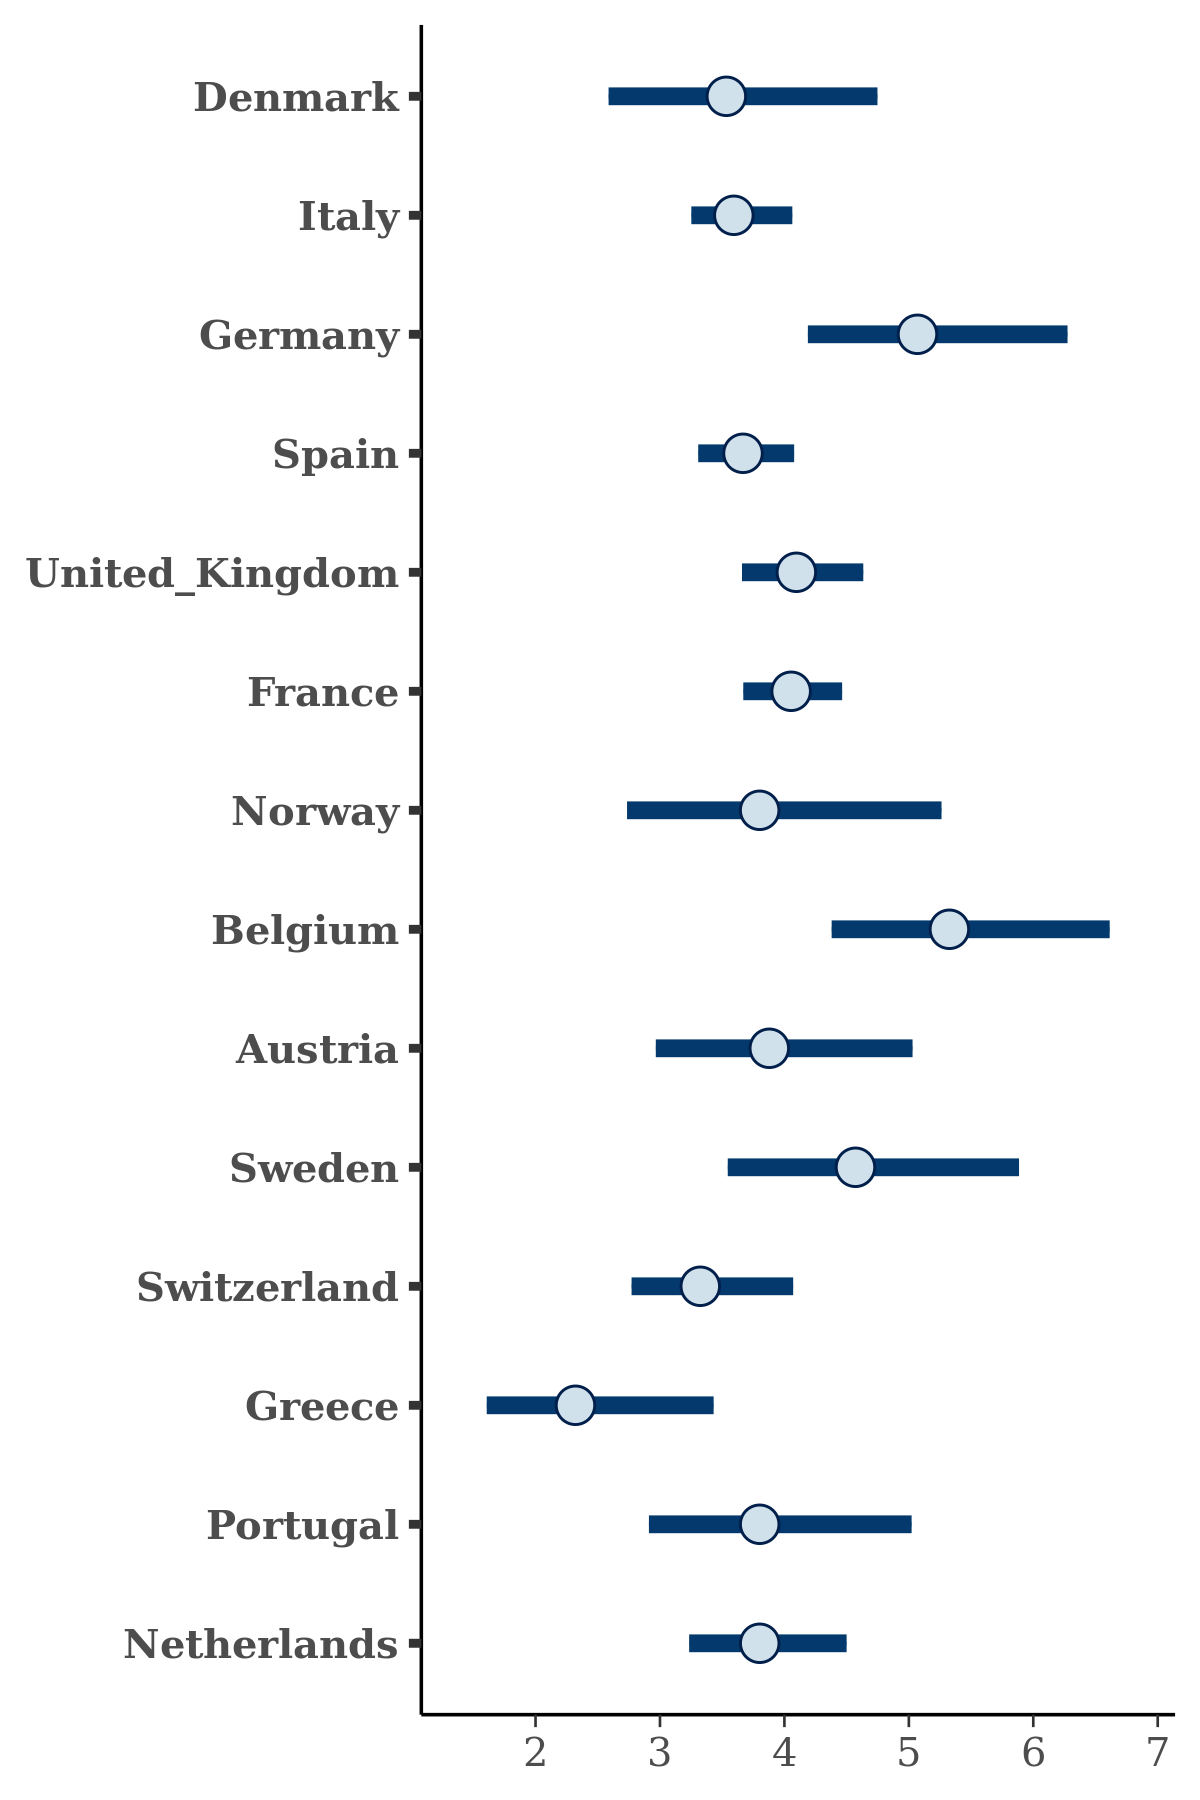 Denmark
Italy
Germany
Spain
United_Kingdom
France
Norway
Belgium
Austria
Sweden
Switzerland
Greece
Portugal
Netherlands
2 3 4 5 6 7